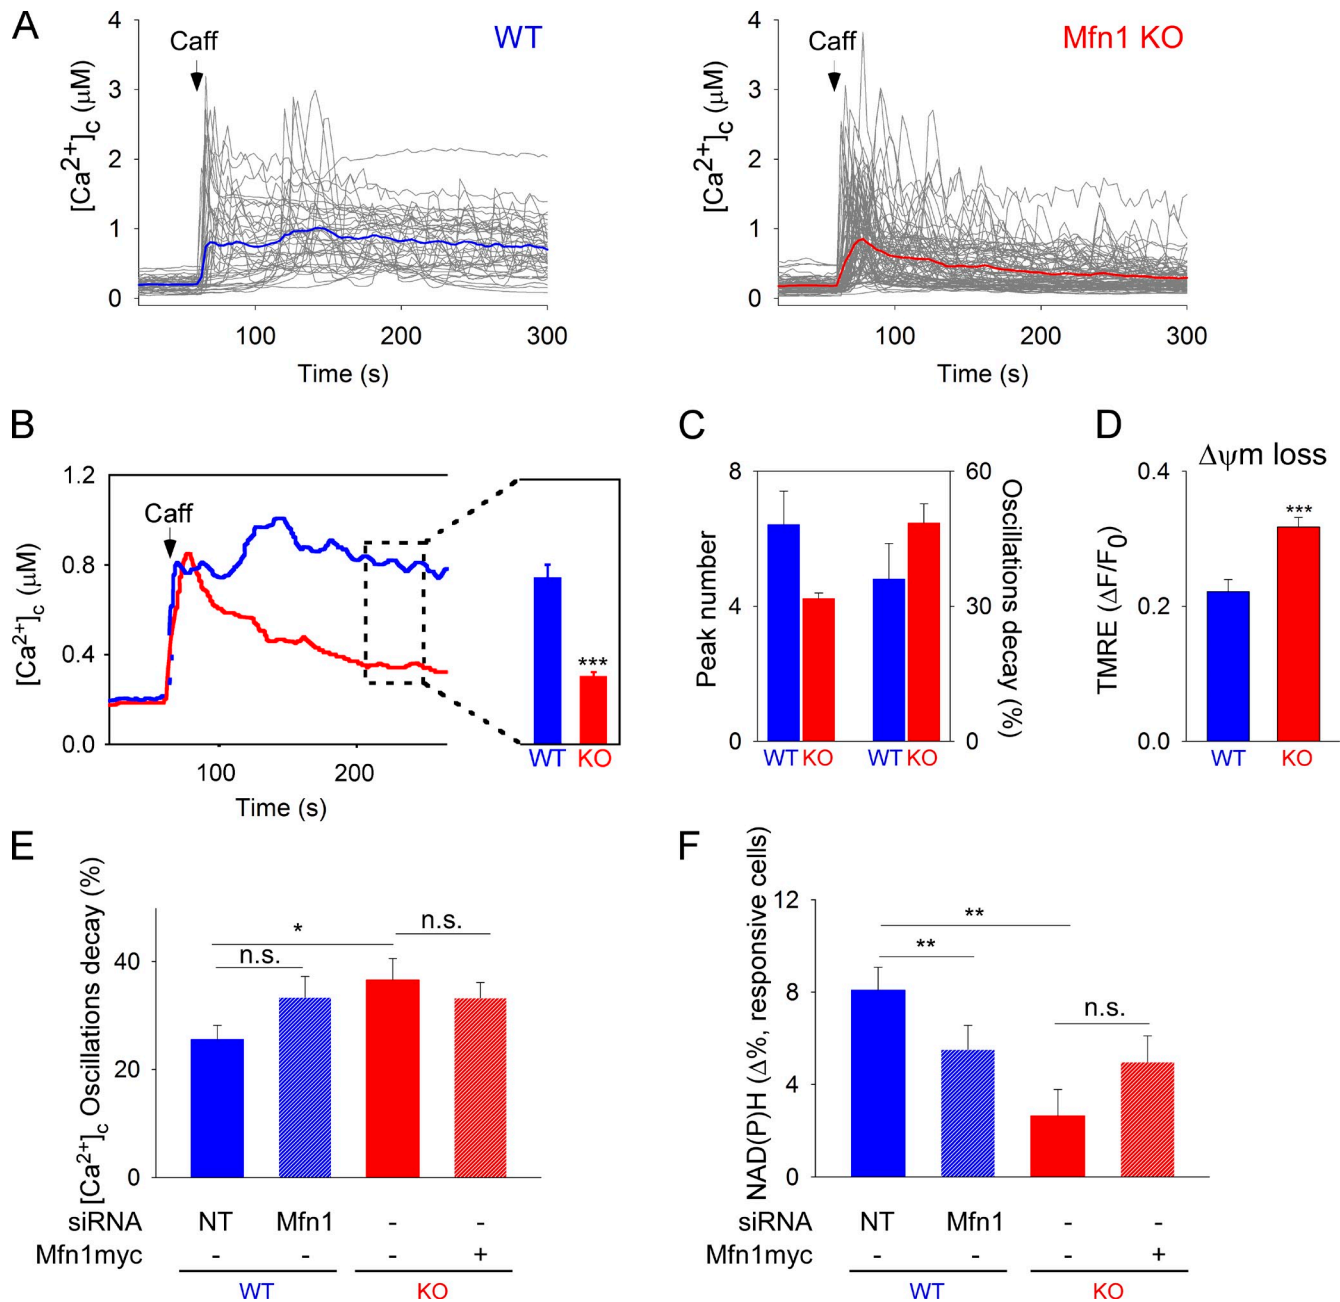 A
WT
Caff
[Ca2+]c (μM)
4
3
2
1
0
100
200
300
Time (s)
Mfn1 KO
Caff
[Ca2+]c (μM)
4
3
2
1
0
100
200
300
Time (s)
B
Caff
[Ca2+]c (μM)
1.2
0.8
0.4
0.0
100
200
Time (s)
***
WT
KO
C
Peak number
8
4
0
WT
KO
WT
KO
60
30
0
Oscillations decay (%)
D
Δψm loss
TMRE (ΔF/F0)
0.4
0.2
0.0
***
WT
KO
E
[Ca2+]c Oscillations decay (%)
40
20
0
*
n.s.
n.s.
siRNA NT Mfn1 - -
Mfn1myc - - - +
WT KO
F
NAD(P)H (Δ%, responsive cells)
12
8
4
0
**
**
n.s.
siRNA NT Mfn1 - -
Mfn1myc - - - +
WT KO